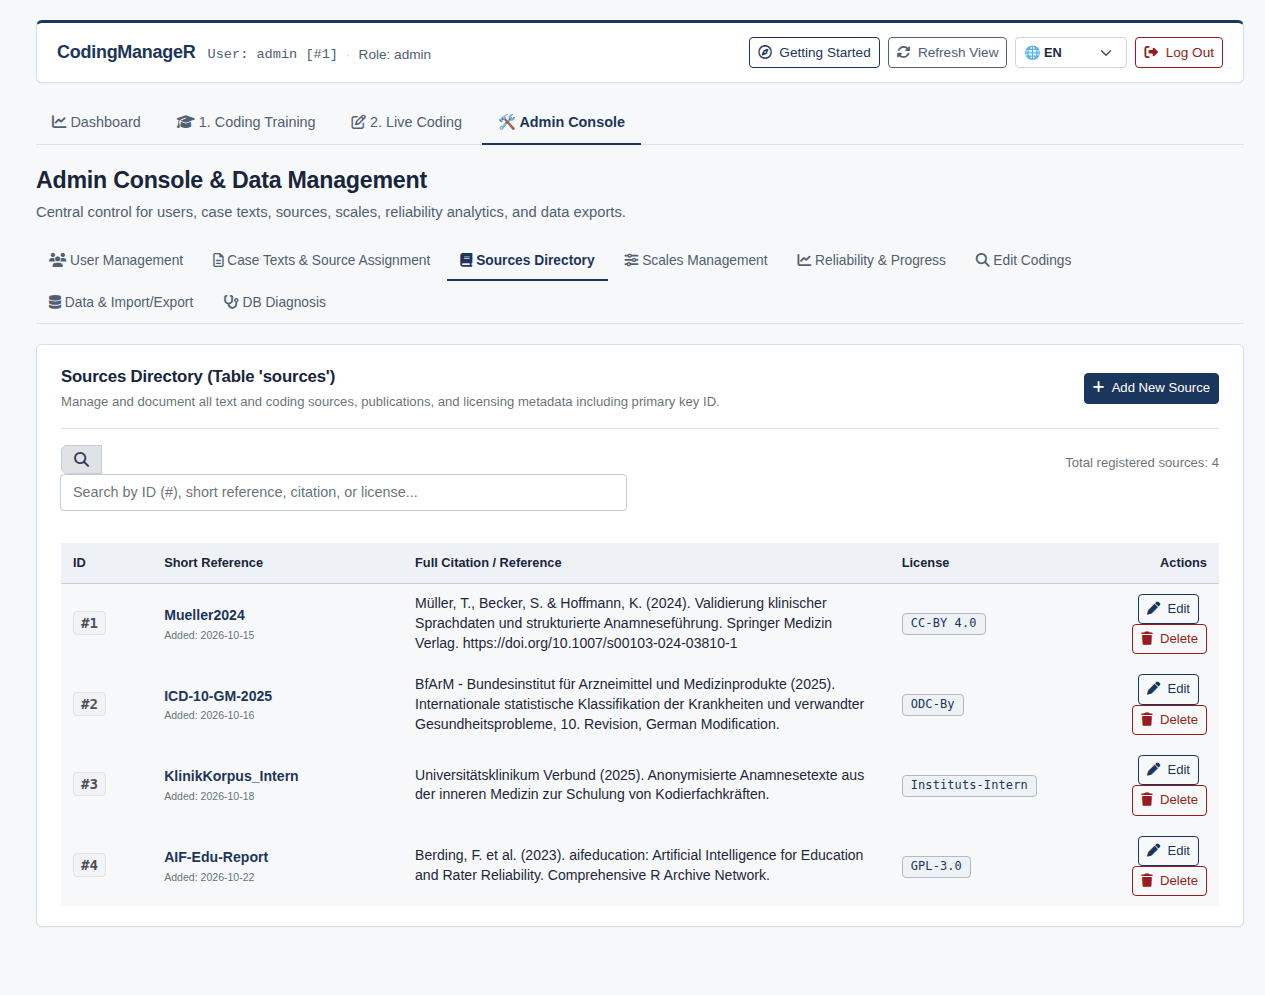 CodingManageR User: admin [#1] · Role: admin
Getting Started
Refresh View
🌐 EN
Log Out
Dashboard
1. Coding Training
2. Live Coding
🛠️ Admin Console
Admin Console & Data Management
Central control for users, case texts, sources, scales, reliability analytics, and data exports.
User Management
Case Texts & Source Assignment
Sources Directory
Scales Management
Reliability & Progress
Edit Codings
Data & Import/Export
DB Diagnosis
Sources Directory (Table 'sources')
Manage and document all text and coding sources, publications, and licensing metadata including primary key ID.
Add New Source
Total registered sources: 4
Search by ID (#), short reference, citation, or license...
ID Short Reference Full Citation / Reference License Actions
#1
Mueller2024
Added: 2026-10-15
Müller, T., Becker, S. & Hoffmann, K. (2024). Validierung klinischer
Sprachdaten und strukturierte Anamneseführung. Springer Medizin
Verlag. https://doi.org/10.1007/s00103-024-03810-1
CC-BY 4.0
Edit
Delete
#2
ICD-10-GM-2025
Added: 2026-10-16
BfArM - Bundesinstitut für Arzneimittel und Medizinprodukte (2025).
Internationale statistische Klassifikation der Krankheiten und verwandter
Gesundheitsprobleme, 10. Revision, German Modification.
ODC-By
Edit
Delete
#3
KlinikKorpus_Intern
Added: 2026-10-18
Universitätsklinikum Verbund (2025). Anonymisierte Anamnesetexte aus
der inneren Medizin zur Schulung von Kodierfachkräften.
Instituts-Intern
Edit
Delete
#4
AIF-Edu-Report
Added: 2026-10-22
Berding, F. et al. (2023). aifeducation: Artificial Intelligence for Education
and Rater Reliability. Comprehensive R Archive Network.
GPL-3.0
Edit
Delete